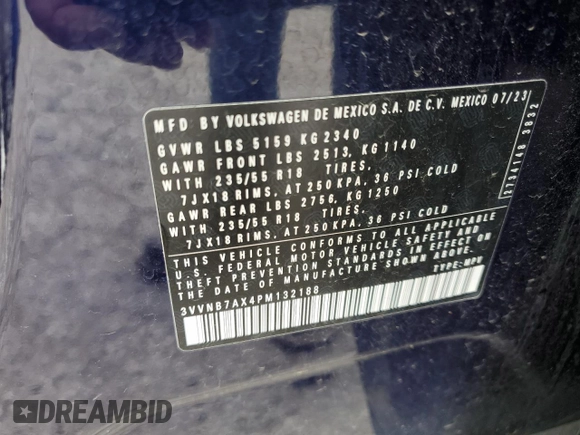 MFD BY VOLKSWAGEN DE MEXICO S.A. DE C.V. MEXICO 07/23
GVWR LBS 5159 KG 2340
GAWR FRONT LBS 2513, KG 1140
WITH 235/55 R18 TIRES,
7JX18 RIMS, AT 250 KPA, 36 PSI COLD
GAWR REAR LBS 2756, KG 1250
WITH 235/55 R18 TIRES,
7JX18 RIMS, AT 250 KPA, 36 PSI COLD
THIS VEHICLE CONFORMS TO ALL APPLICABLE
U.S. FEDERAL MOTOR VEHICLE SAFETY AND
THEFT PREVENTION STANDARDS IN EFFECT ON
THE DATE OF MANUFACTURE SHOWN ABOVE.
3VVNB7AX4PM132188 TYPE:MPV
2734148 3832
DREAMBID